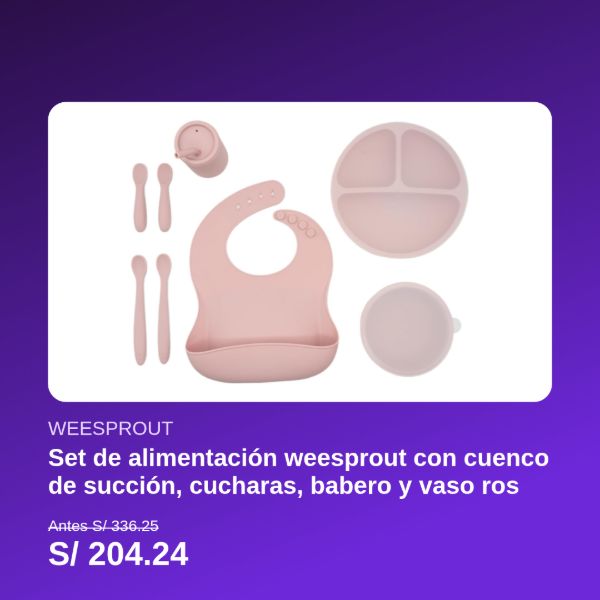 WEESPROUT
Set de alimentación weesprout con cuenco
de succión, cucharas, babero y vaso ros
Antes S/ 336.25
S/ 204.24